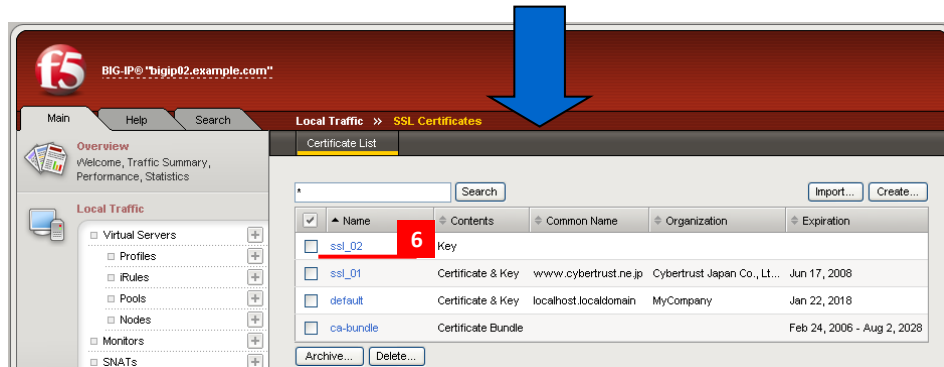 f5
BIG-IP® "bigip02.example.com"
Main Help Search
Local Traffic » SSL Certificates
Certificate List
Overview
Welcome, Traffic Summary,
Performance, Statistics
Local Traffic
Virtual Servers
Profiles
iRules
Pools
Nodes
Monitors
SNATs
* Search Import... Create...
Name Contents Common Name Organization Expiration
ssl_02 6 Key
ssl_01 Certificate & Key www.cybertrust.ne.jp Cybertrust Japan Co., Lt... Jun 17, 2008
default Certificate & Key localhost.localdomain MyCompany Jan 22, 2018
ca-bundle Certificate Bundle Feb 24, 2006 - Aug 2, 2028
Archive... Delete...